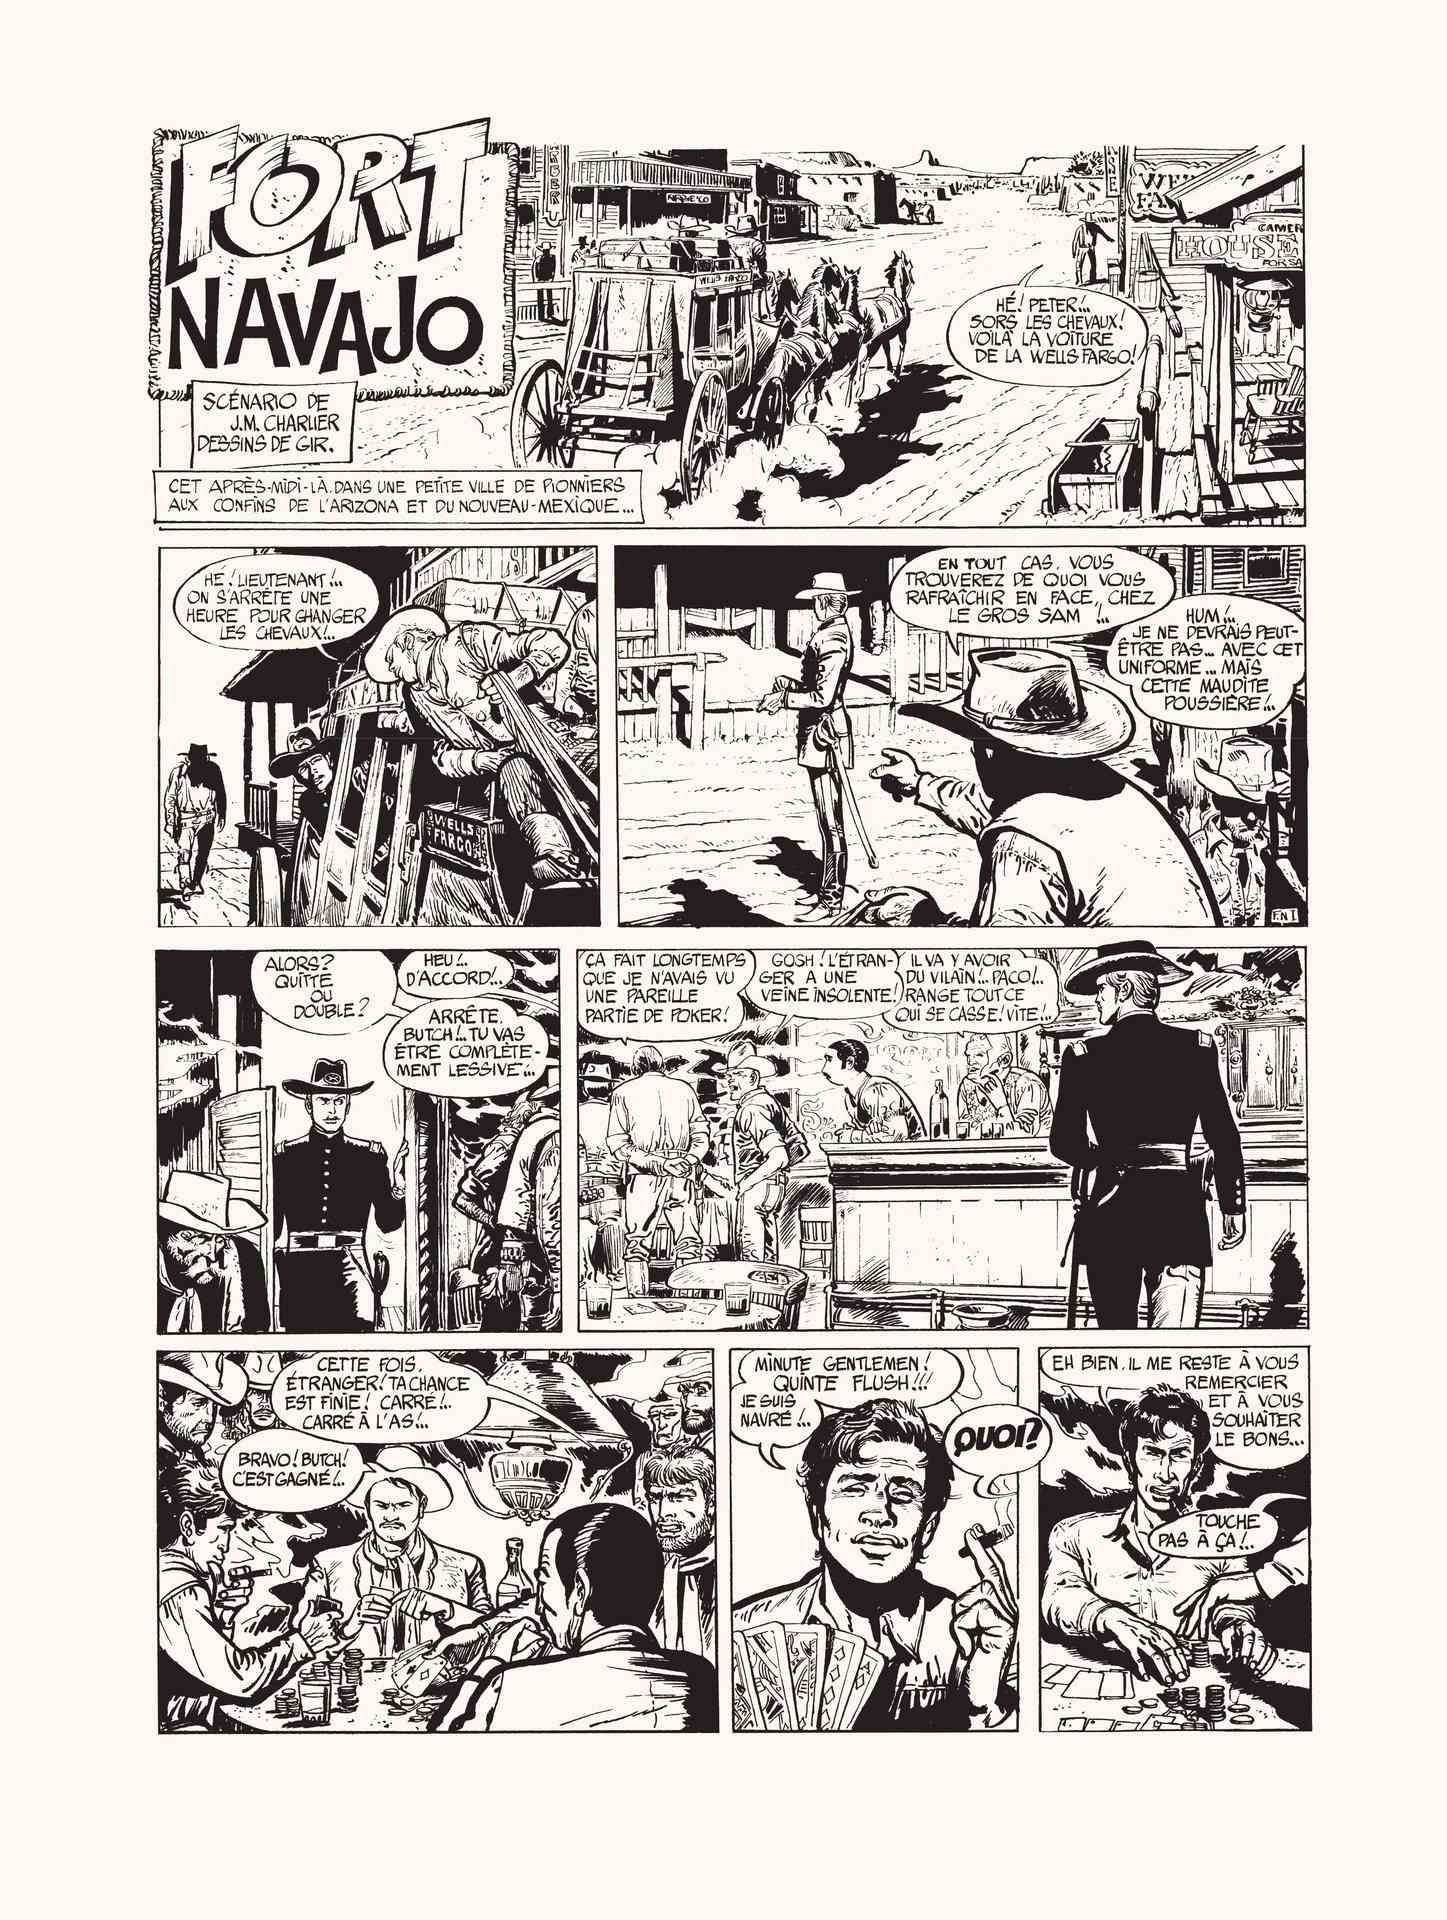 FORT
NAVAJO
SCÉNARIO DE
J.M. CHARLIER
DESSINS DE GIR.
WELLS FARGO
HOUSE
HÉ! PETER!..
SORS LES CHEVAUX!
VOILÀ LA VOITURE
DE LA WELLS FARGO!
CET APRÈS-MIDI-LÀ, DANS UNE PETITE VILLE DE PIONNIERS
AUX CONFINS DE L'ARIZONA ET DU NOUVEAU-MEXIQUE...
HÉ! LIEUTENANT!..
ON S'ARRÊTE UNE
HEURE POUR CHANGER
LES CHEVAUX!..
WELLS
FARGO
EN TOUT CAS, VOUS
TROUVEREZ DE QUOI VOUS
RAFRAÎCHIR EN FACE, CHEZ
LE GROS SAM!..
HUM!..
JE NE DEVRAIS PEUT-
ÊTRE PAS... AVEC CET
UNIFORME... MAIS
CETTE MAUDITE
POUSSIÈRE!..
F.N 1
ALORS?
QUITTE
OU
DOUBLE?
HEU!..
D'ACCORD!..
ARRÊTE,
BUTCH!.. TU VAS
ÊTRE COMPLÈTE-
MENT LESSIVÉ!..
ÇA FAIT LONGTEMPS
QUE JE N'AVAIS VU
UNE PAREILLE
PARTIE DE POKER!
GOSH! L'ÉTRAN-
GER A UNE
VEINE INSOLENTE!
IL VA Y AVOIR
DU VILAIN!.. PACO!..
RANGE TOUT CE
QUI SE CASSE! VITE!..
CETTE FOIS,
ÉTRANGER! TA CHANCE
EST FINIE! CARRÉ!..
CARRÉ À L'AS!..
BRAVO! BUTCH!
C'EST GAGNÉ!..
MINUTE GENTLEMEN!
QUINTE FLUSH!!!
JE SUIS
NAVRÉ!..
QUOI?
EH BIEN, IL ME RESTE À VOUS
REMERCIER
ET À VOUS
SOUHAITER
LE BONS...
TOUCHE
PAS À ÇA!..